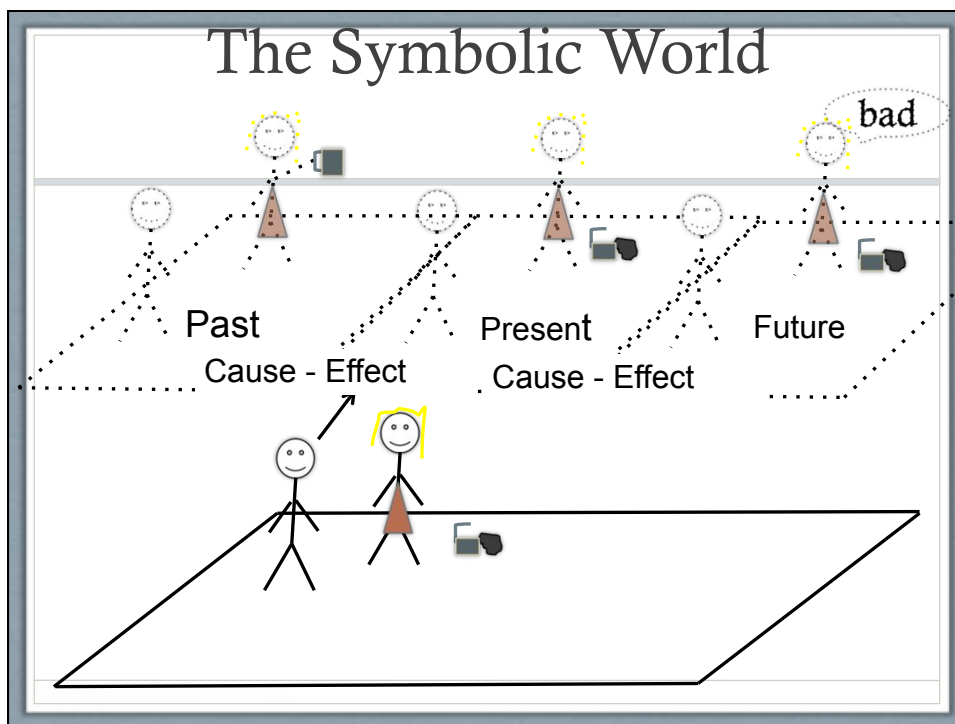 The Symbolic World
bad
Past
Present
Future
Cause - Effect
Cause - Effect